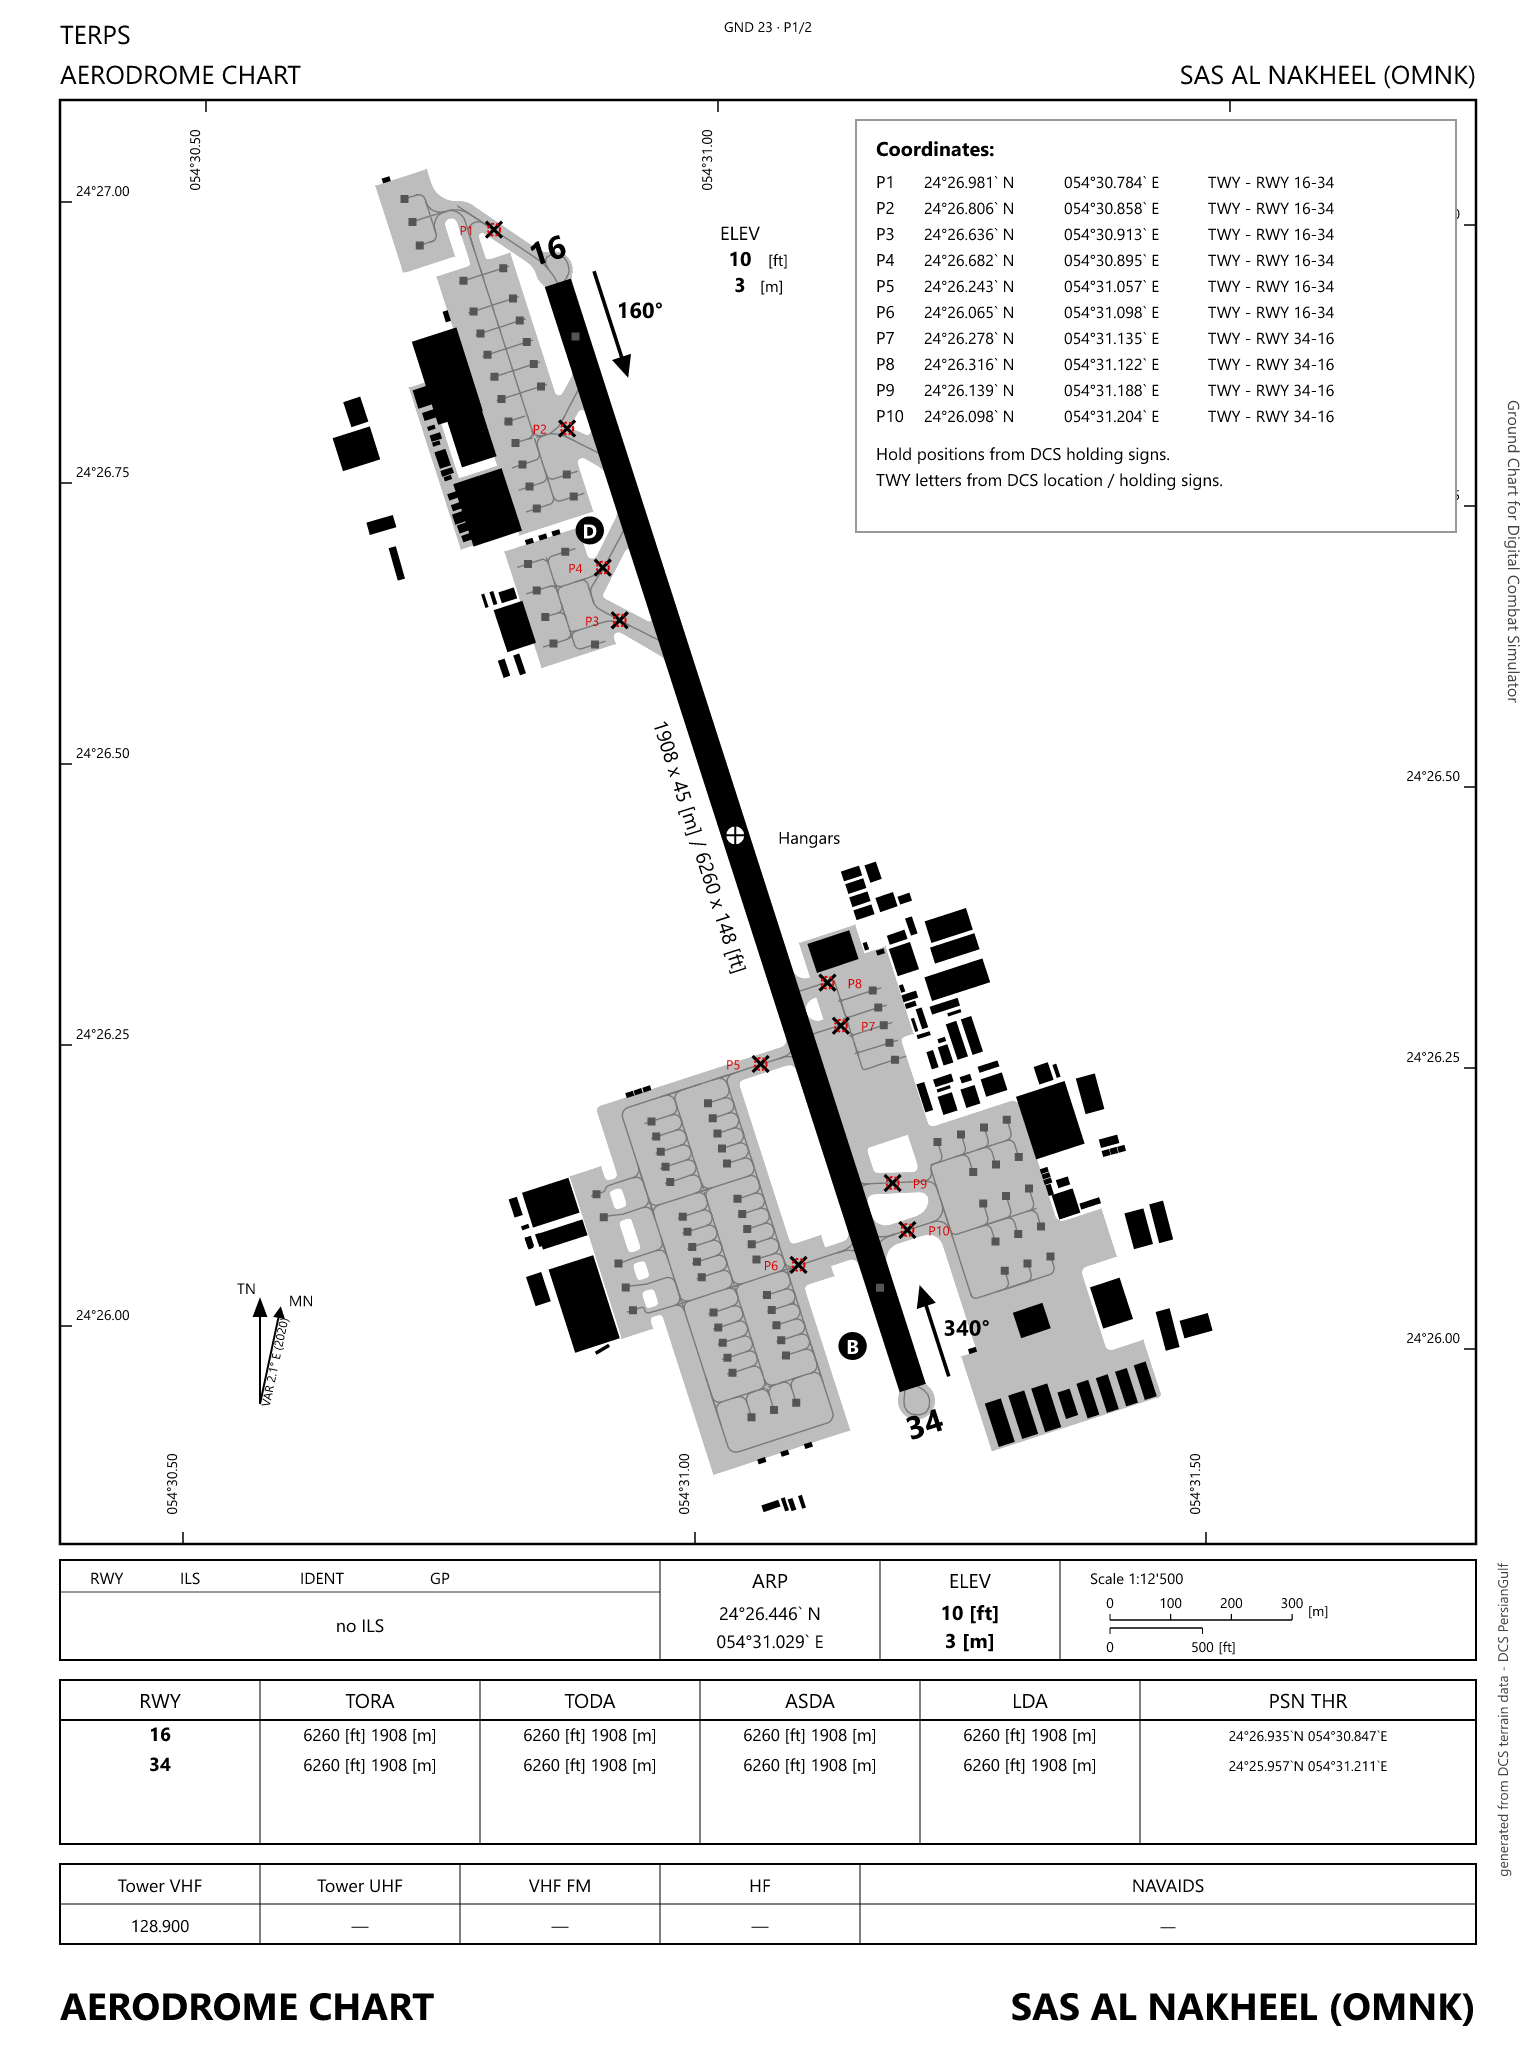 TERPS
GND 23 · P1/2
AERODROME CHART
SAS AL NAKHEEL (OMNK)
054°30.50
054°31.00
24°27.00
24°26.75
24°26.50
24°26.25
24°26.00
Coordinates:
P1 24°26.981` N 054°30.784` E TWY - RWY 16-34
P2 24°26.806` N 054°30.858` E TWY - RWY 16-34
P3 24°26.636` N 054°30.913` E TWY - RWY 16-34
P4 24°26.682` N 054°30.895` E TWY - RWY 16-34
P5 24°26.243` N 054°31.057` E TWY - RWY 16-34
P6 24°26.065` N 054°31.098` E TWY - RWY 16-34
P7 24°26.278` N 054°31.135` E TWY - RWY 34-16
P8 24°26.316` N 054°31.122` E TWY - RWY 34-16
P9 24°26.139` N 054°31.188` E TWY - RWY 34-16
P10 24°26.098` N 054°31.204` E TWY - RWY 34-16
Hold positions from DCS holding signs.
TWY letters from DCS location / holding signs.
ELEV
10 [ft]
3 [m]
P1
16
160°
P2
D
P4
P3
1908 x 45 [m] / 6260 x 148 [ft]
Hangars
24°26.50
P8
P7
P5
24°26.25
P9
P10
P6
TN
MN
VAR 2.1° E (2020)
340°
B
24°26.00
34
054°30.50
054°31.00
054°31.50
Ground Chart for Digital Combat Simulator
RWY ILS IDENT GP
no ILS
ARP
24°26.446` N
054°31.029` E
ELEV
10 [ft]
3 [m]
Scale 1:12'500
0 100 200 300 [m]
0 500 [ft]
RWY TORA TODA ASDA LDA PSN THR
16 6260 [ft] 1908 [m] 6260 [ft] 1908 [m] 6260 [ft] 1908 [m] 6260 [ft] 1908 [m] 24°26.935`N 054°30.847`E
34 6260 [ft] 1908 [m] 6260 [ft] 1908 [m] 6260 [ft] 1908 [m] 6260 [ft] 1908 [m] 24°25.957`N 054°31.211`E
Tower VHF Tower UHF VHF FM HF NAVAIDS
128.900 — — — —
generated from DCS terrain data - DCS PersianGulf
AERODROME CHART
SAS AL NAKHEEL (OMNK)